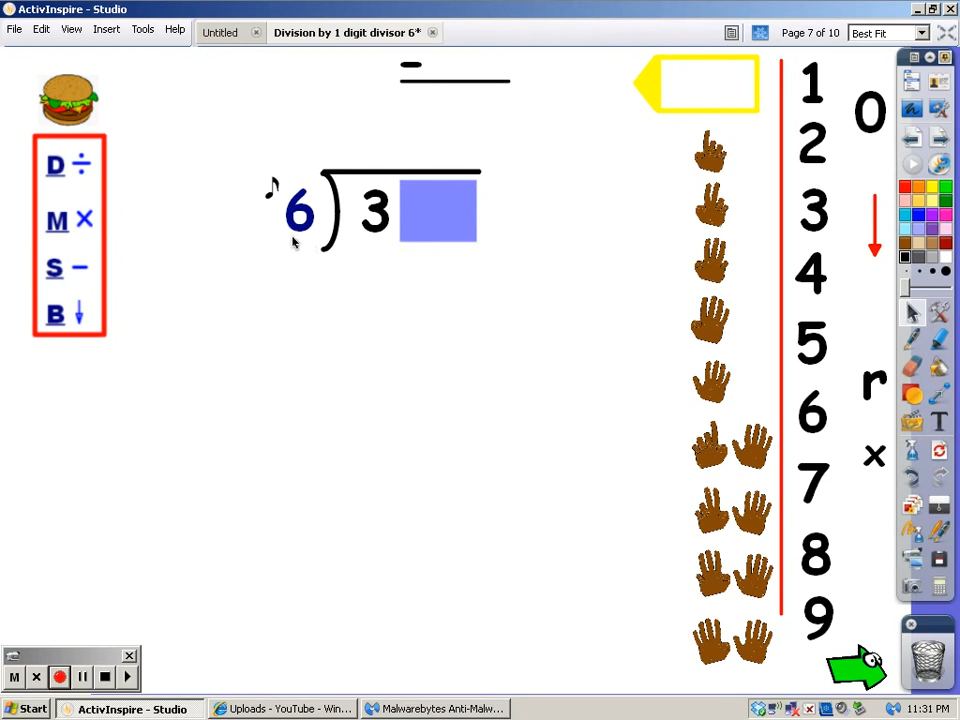 ActivInspire - Studio
File Edit View Insert Tools Help
Untitled
Division by 1 digit divisor 6*
Page 7 of 10
Best Fit
D ÷
M ×
S −
B ↓
♪ 6 ) 3
1
2
3
4
5
6
7
8
9
0
r
x
M
Start
ActivInspire - Studio
Uploads - YouTube - Win...
Malwarebytes Anti-Malw...
11:31 PM